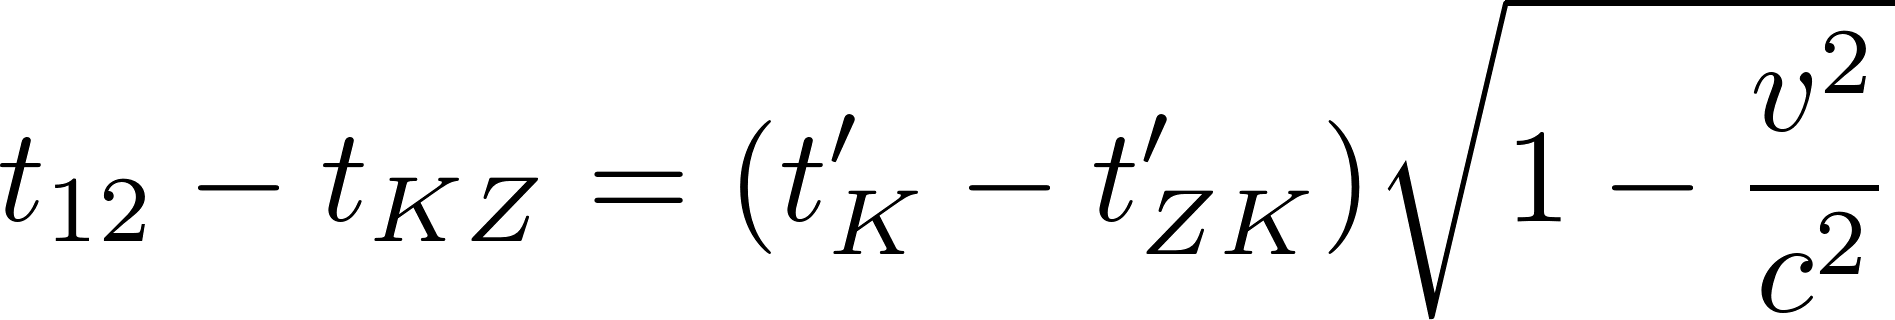 t_{12} - t_{KZ} = (t'_K - t'_{ZK})\sqrt{1 - \frac{v^2}{c^2}}